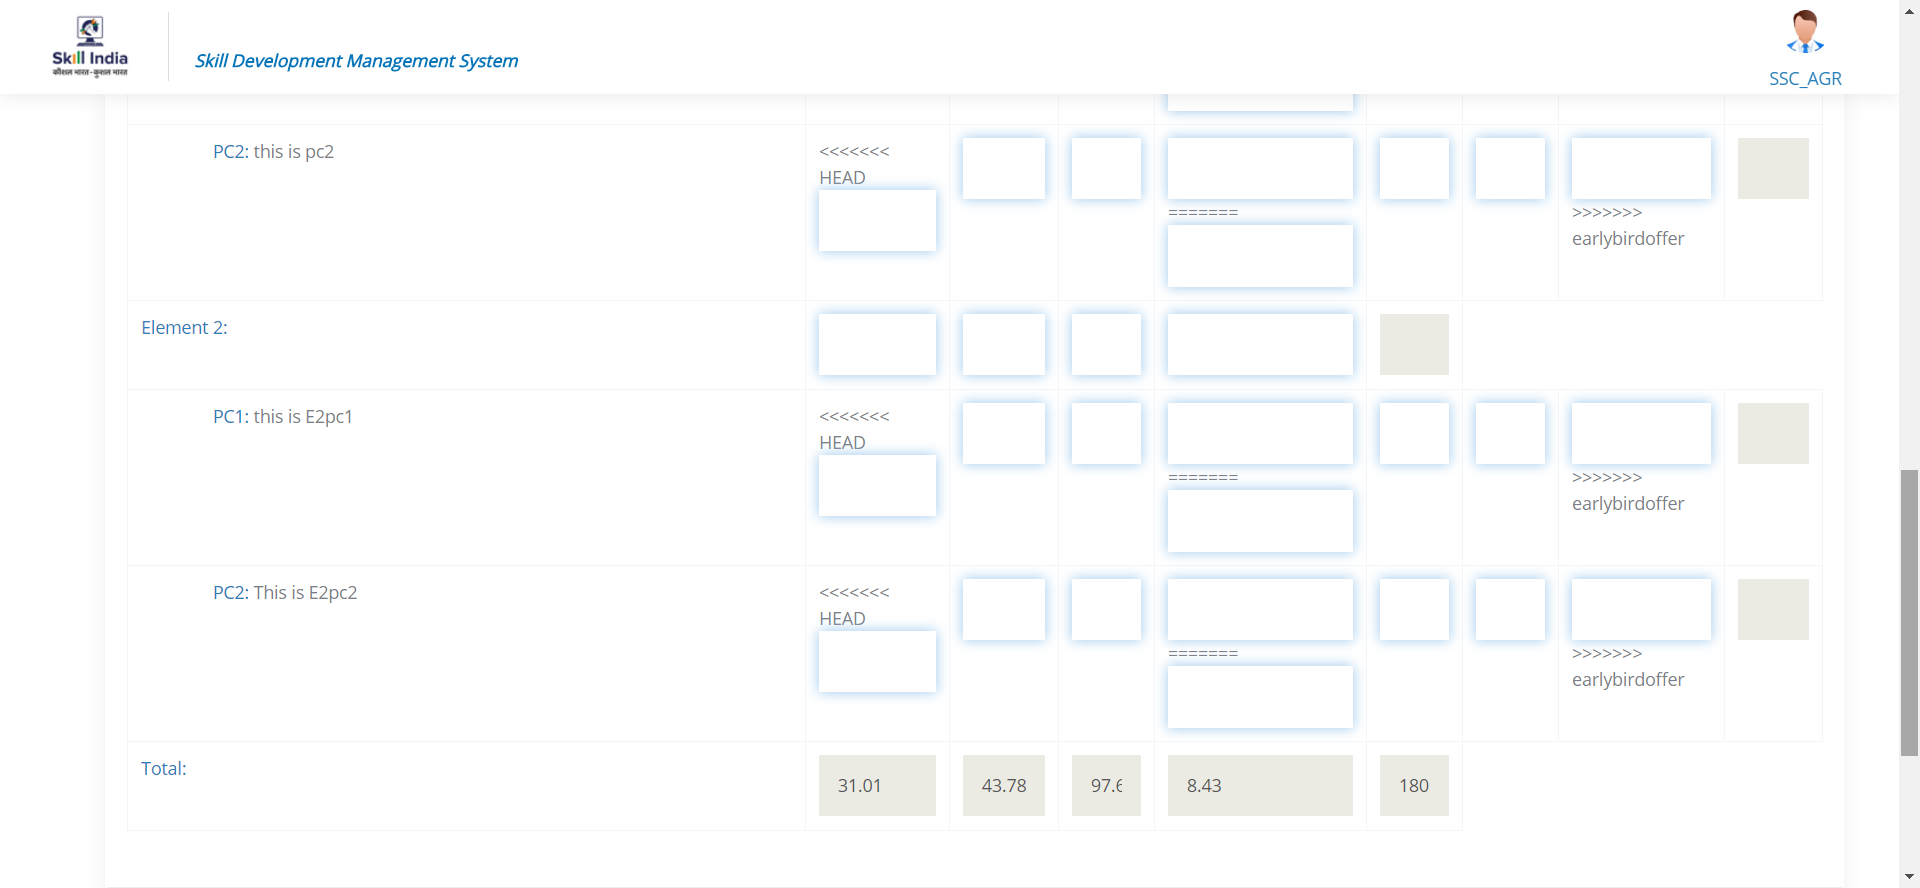 Skill India
कौशल भारत - कुशल भारत
Skill Development Management System
SSC_AGR
PC2: this is pc2
<<<<<<<
HEAD
=======
>>>>>>>
earlybirdoffer
Element 2:
PC1: this is E2pc1
<<<<<<<
HEAD
=======
>>>>>>>
earlybirdoffer
PC2: This is E2pc2
<<<<<<<
HEAD
=======
>>>>>>>
earlybirdoffer
Total: 31.01 43.78 97.6 8.43 180